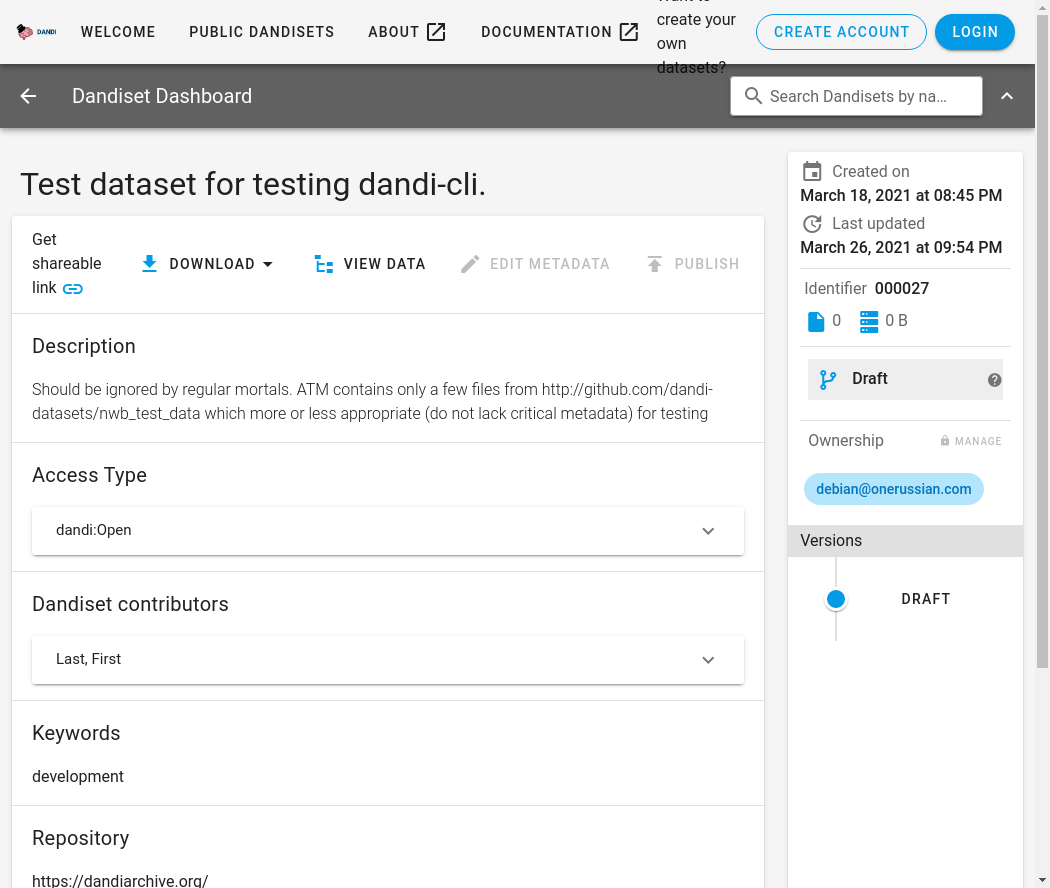 DANDI
WELCOME
PUBLIC DANDISETS
ABOUT
DOCUMENTATION
create your
own
datasets?
CREATE ACCOUNT
LOGIN
Dandiset Dashboard
Search Dandisets by na…
Test dataset for testing dandi-cli.
Get
shareable
link
DOWNLOAD
VIEW DATA
EDIT METADATA
PUBLISH
Description
Should be ignored by regular mortals. ATM contains only a few files from http://github.com/dandi-
datasets/nwb_test_data which more or less appropriate (do not lack critical metadata) for testing
Access Type
dandi:Open
Dandiset contributors
Last, First
Keywords
development
Repository
https://dandiarchive.org/
Created on
March 18, 2021 at 08:45 PM
Last updated
March 26, 2021 at 09:54 PM
Identifier 000027
0
0 B
Draft
Ownership
MANAGE
debian@onerussian.com
Versions
DRAFT